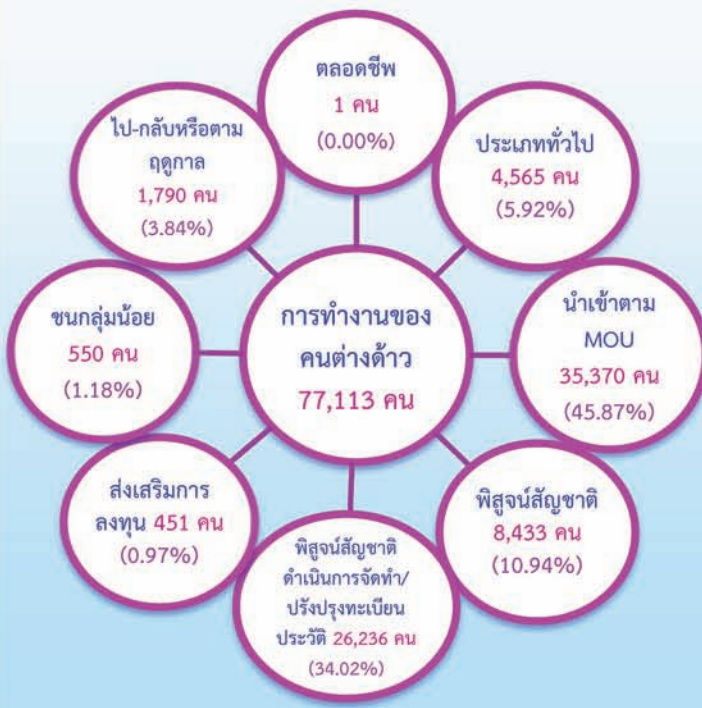 ตลอดชีพ
1 คน
(0.00%)
ประเภททั่วไป
4,565 คน
(5.92%)
นำเข้าตาม
MOU
35,370 คน
(45.87%)
พิสูจน์สัญชาติ
8,433 คน
(10.94%)
พิสูจน์สัญชาติ
ดำเนินการจัดทำ/
ปรังปรุงทะเบียน
ประวัติ 26,236 คน
(34.02%)
ส่งเสริมการ
ลงทุน 451 คน
(0.97%)
ชนกลุ่มน้อย
550 คน
(1.18%)
ไป-กลับหรือตาม
ฤดูกาล
1,790 คน
(3.84%)
การทำงานของ
คนต่างด้าว
77,113 คน